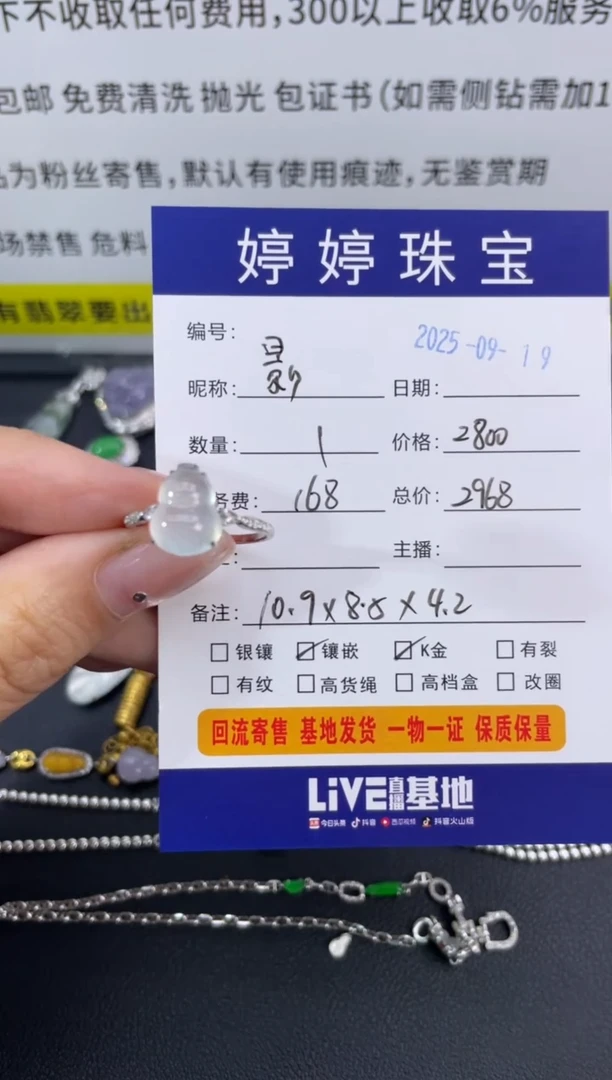 下不收取任何费用,300以上收取6%服务
包邮 免费清洗 抛光 包证书(如需侧钻需加1
品为粉丝寄售,默认有使用痕迹,无鉴赏期
场禁售 危料
有翡翠要出
婷婷珠宝
编号:
2025-09-19
昵称:
日期:
数量: 1 价格: 2800
务费: 168 总价: 2968
主播:
备注: 10.9×8.8×4.2
银镶 镶嵌 K金 有裂
有纹 高货绳 高档盒 改圈
回流寄售 基地发货 一物一证 保质保量
LiVE直播基地
今日头条 抖音 西瓜视频 抖音火山版